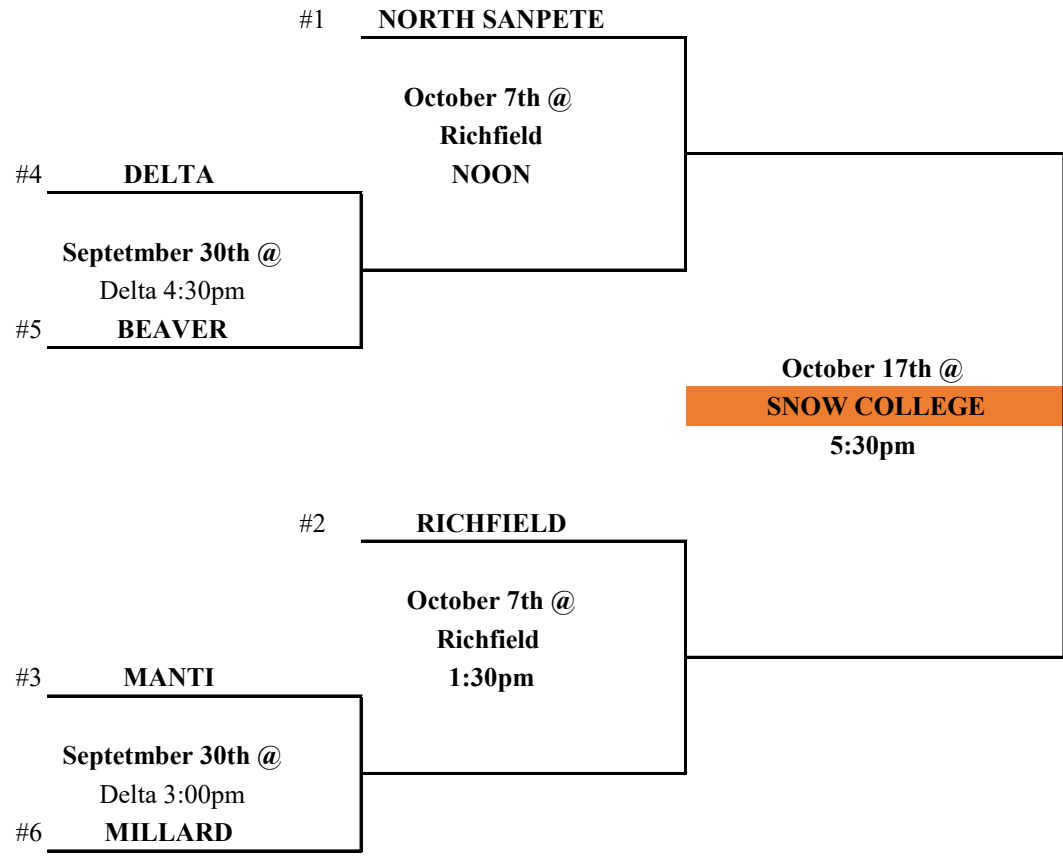 #1 NORTH SANPETE
October 7th @
Richfield
NOON
#4 DELTA
Septetmber 30th @
Delta 4:30pm
#5 BEAVER
October 17th @
SNOW COLLEGE
5:30pm
#2 RICHFIELD
October 7th @
Richfield
1:30pm
#3 MANTI
Septetmber 30th @
Delta 3:00pm
#6 MILLARD